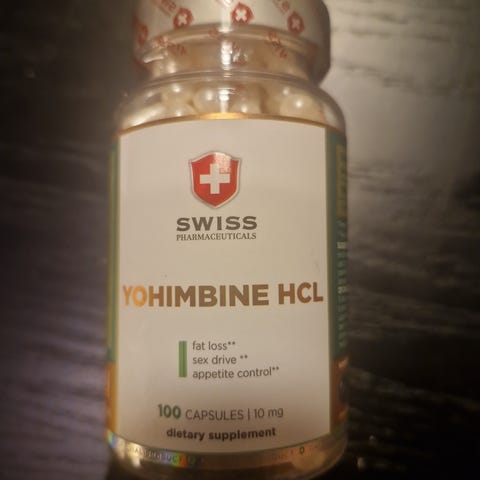 SWISS
PHARMACEUTICALS
YOHIMBINE HCL
fat loss**
sex drive **
appetite control**
100 CAPSULES | 10 mg
dietary supplement